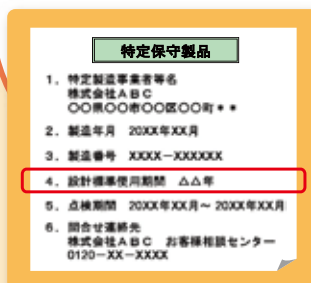 特定保守製品
1. 特定製造事業者等名
株式会社ABC
〇〇県〇〇市〇〇区〇〇町**
2. 製造年月 20XX年XX月
3. 製造番号 XXXX-XXXXXX
4. 設計標準使用期間 △△年
5. 点検期間 20XX年XX月~20XX年XX月
6. 問合せ連絡先
株式会社ABC お客様相談センター
0120-XX-XXXX